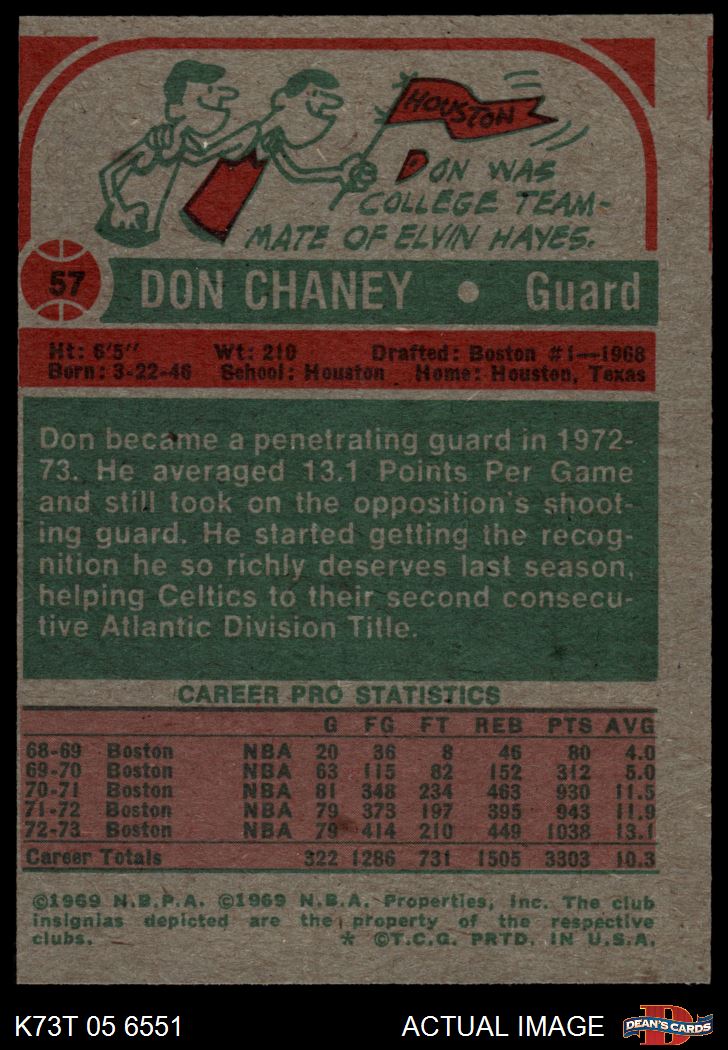 HOUSTON
DON WAS
COLLEGE TEAM-
MATE OF ELVIN HAYES.
57 DON CHANEY • Guard
Ht: 6'5" Wt: 210 Drafted: Boston #1—1968
Born: 3-22-46 School: Houston Home: Houston, Texas
Don became a penetrating guard in 1972-
73. He averaged 13.1 Points Per Game
and still took on the opposition's shoot-
ing guard. He started getting the recog-
nition he so richly deserves last season,
helping Celtics to their second consecu-
tive Atlantic Division Title.
CAREER PRO STATISTICS
G FG FT REB PTS AVG
68-69 Boston NBA 20 36 8 46 80 4.0
69-70 Boston NBA 63 115 82 152 312 5.0
70-71 Boston NBA 81 348 234 463 930 11.5
71-72 Boston NBA 79 373 197 395 943 11.9
72-73 Boston NBA 79 414 210 449 1038 13.1
Career Totals 322 1286 731 1505 3303 10.3
©1969 N.B.P.A. ©1969 N.B.A. Properties, Inc. The club
insignias depicted are the property of the respective
clubs. * ©T.C.G. PRTD. IN U.S.A.
K73T 05 6551 ACTUAL IMAGE D DEAN'S CARDS